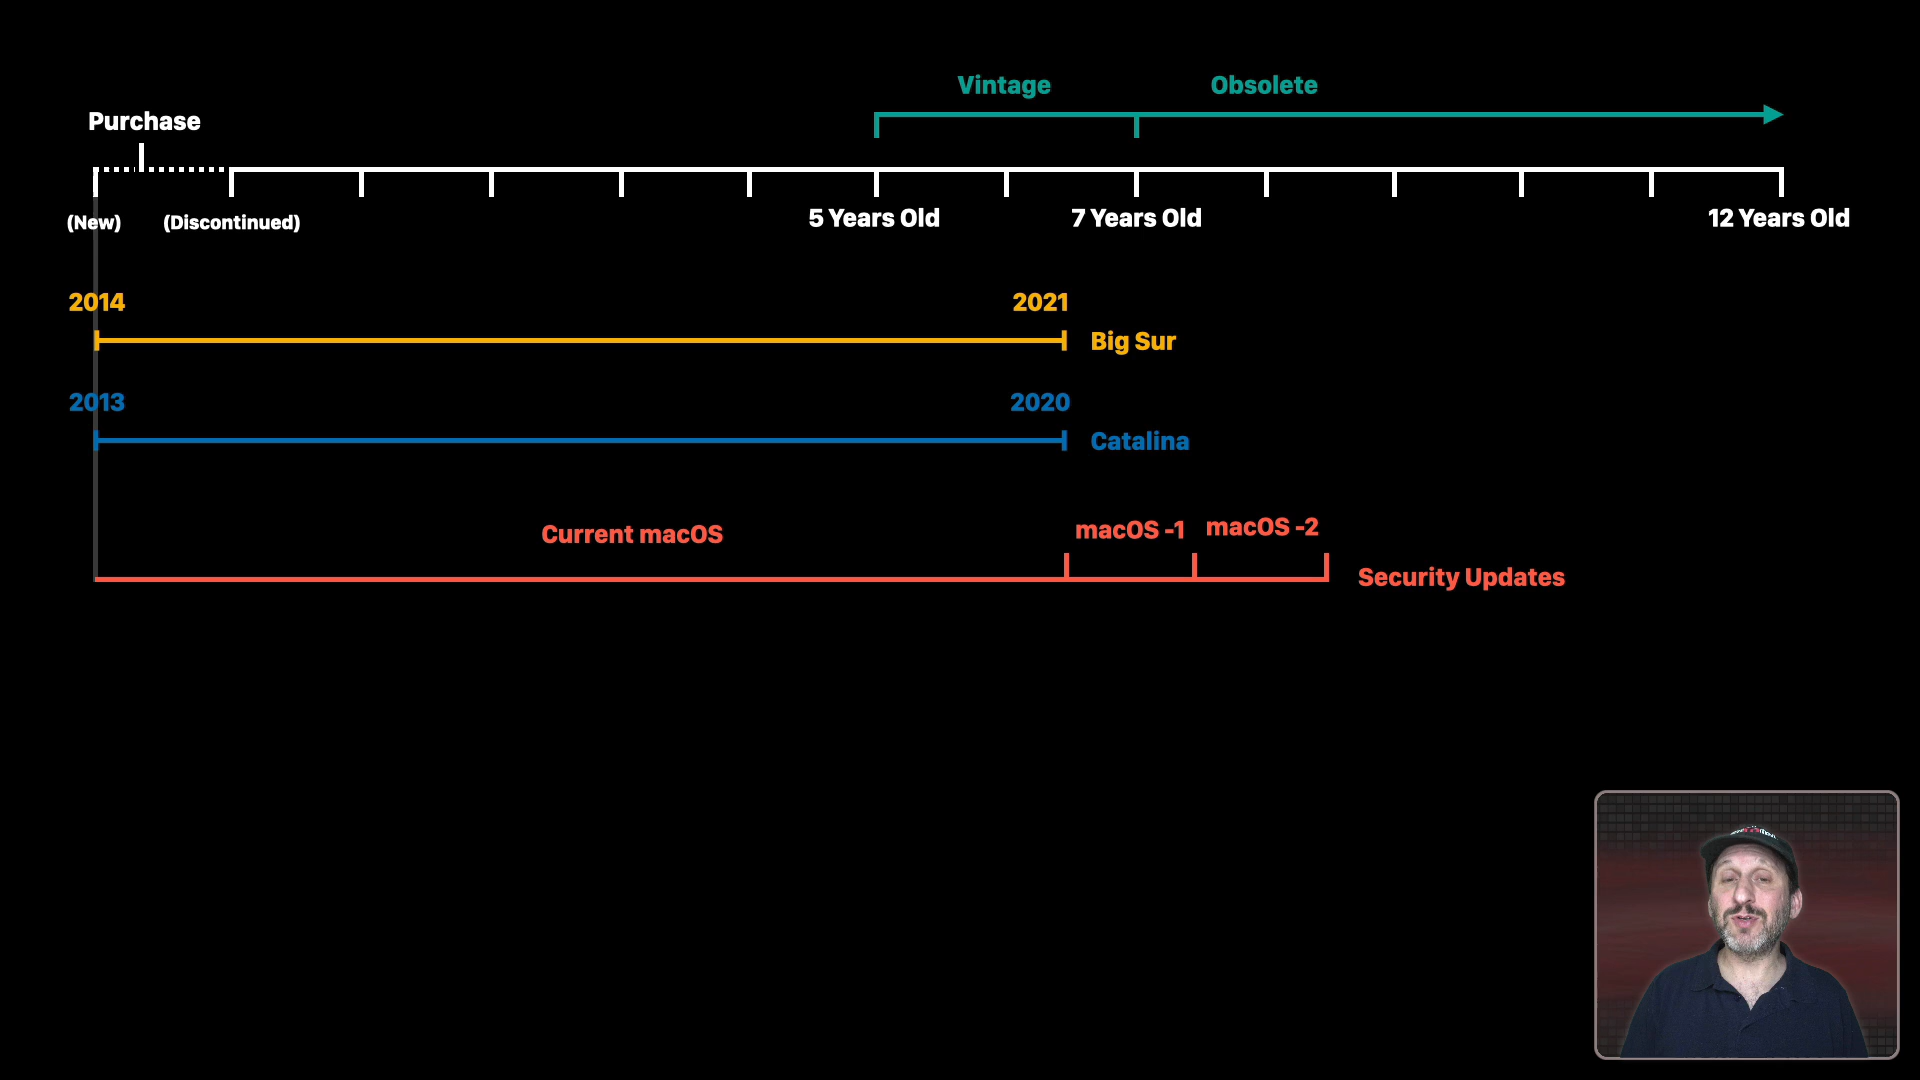 Vintage
Obsolete
Purchase
(New)
(Discontinued)
5 Years Old
7 Years Old
12 Years Old
2014
2021
Big Sur
2013
2020
Catalina
Current macOS
macOS -1
macOS -2
Security Updates